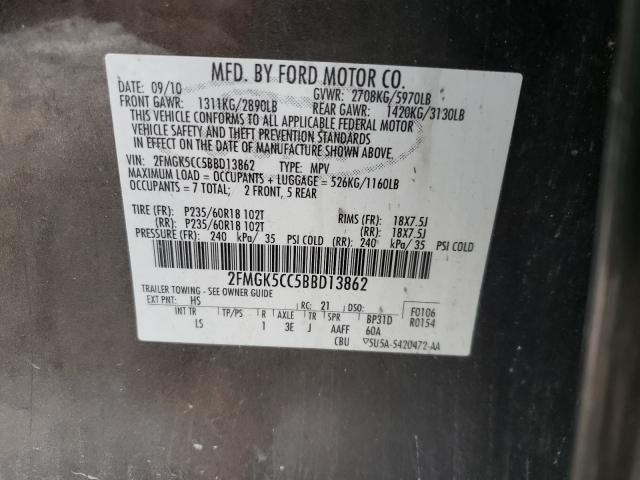 MFD. BY FORD MOTOR CO.
DATE: 09/10 GVWR: 2708KG/5970LB
FRONT GAWR: 1311KG/2890LB REAR GAWR: 1420KG/3130LB
THIS VEHICLE CONFORMS TO ALL APPLICABLE FEDERAL MOTOR
VEHICLE SAFETY AND THEFT PREVENTION STANDARDS
IN EFFECT ON THE DATE OF MANUFACTURE SHOWN ABOVE.
VIN: 2FMGK5CC5BBD13862 TYPE: MPV
MAXIMUM LOAD = OCCUPANTS + LUGGAGE = 526KG/1160LB
OCCUPANTS = 7 TOTAL; 2 FRONT, 5 REAR
TIRE (FR): P235/60R18 102T RIMS (FR): 18X7.5J
(RR): P235/60R18 102T (RR): 18X7.5J
PRESSURE (FR): 240 kPa/ 35 PSI COLD (RR): 240 kPa/ 35 PSI COLD
2FMGK5CC5BBD13862
TRAILER TOWING - SEE OWNER GUIDE
EXT PNT: HS RC: 21 DSO: F0106
INT TR TP/PS R AXLE TR SPR BP31D R0154
LS 1 3E J AAFF 60A
CBU ▽5U5A-5420472-AA